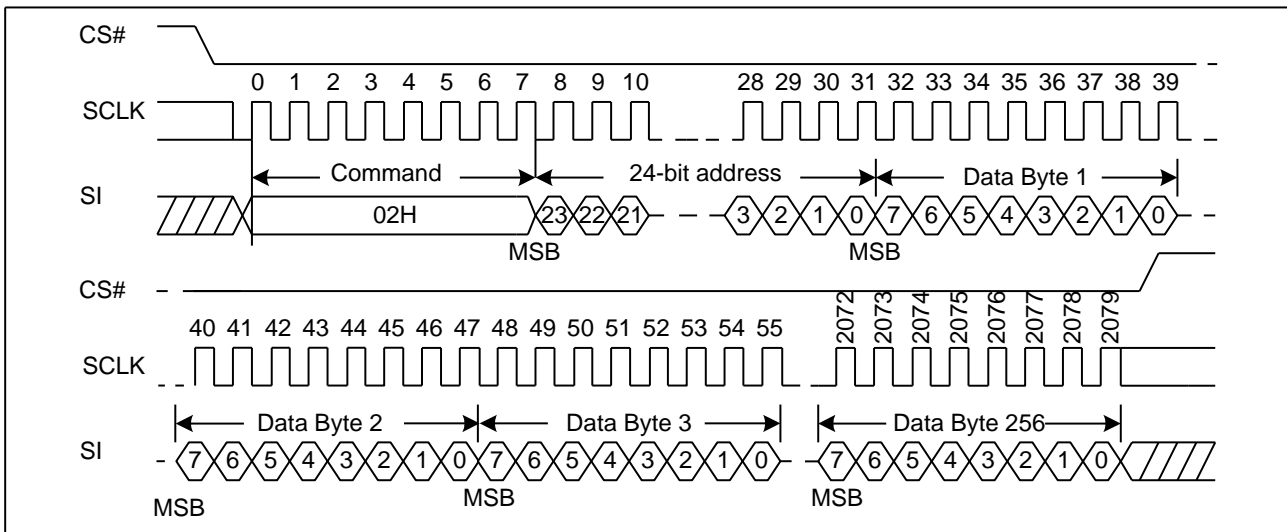 CS#
0 1 2 3 4 5 6 7 8 9 10 28 29 30 31 32 33 34 35 36 37 38 39
SCLK
Command 24-bit address Data Byte 1
SI
02H 23 22 21 3 2 1 0 7 6 5 4 3 2 1 0
MSB MSB
CS#
40 41 42 43 44 45 46 47 48 49 50 51 52 53 54 55 2072 2073 2074 2075 2076 2077 2078 2079
SCLK
Data Byte 2 Data Byte 3 Data Byte 256
SI
7 6 5 4 3 2 1 0 7 6 5 4 3 2 1 0 7 6 5 4 3 2 1 0
MSB MSB MSB